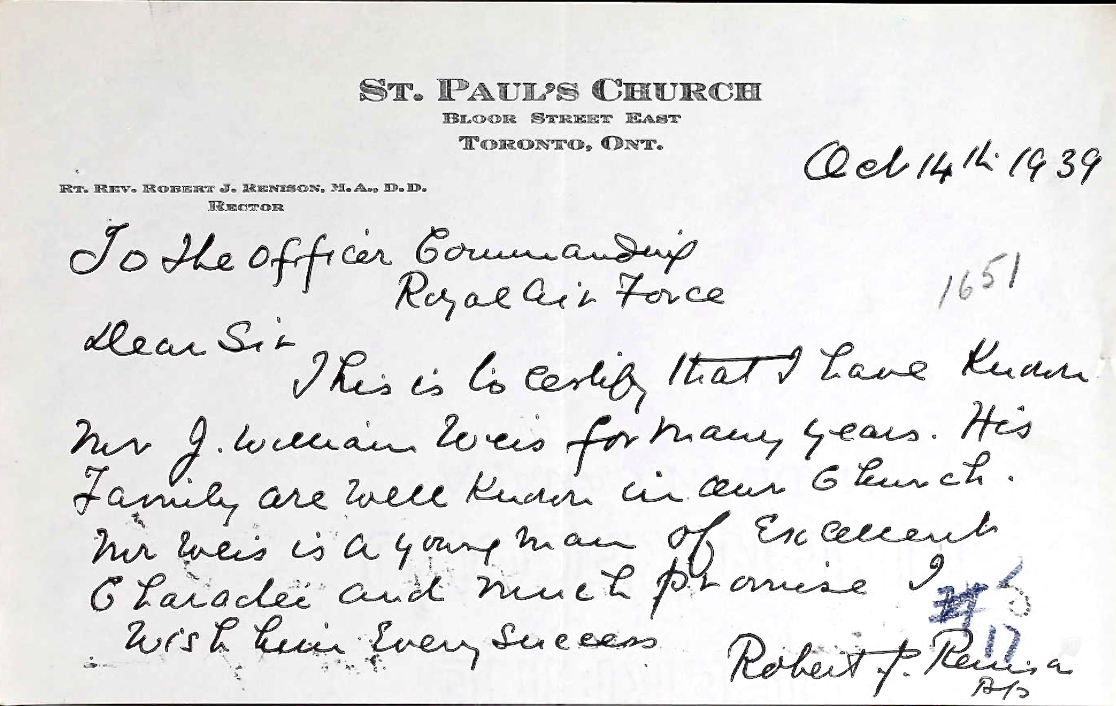 ST. PAUL'S CHURCH
BLOOR STREET EAST
TORONTO, ONT.
Oct 14th 1939
RT. REV. ROBERT J. RENISON, M.A., D.D.
RECTOR
To the Officer Commanding
Royal Air Force
1651
Dear Sir
This is to certify that I have Known
Mr J. William Weis for many years. His
Family are well Known in our Church.
Mr Weis is a young man of Excellent
Character and much promise I
Wish him Every Success
17
Robert J. Renison